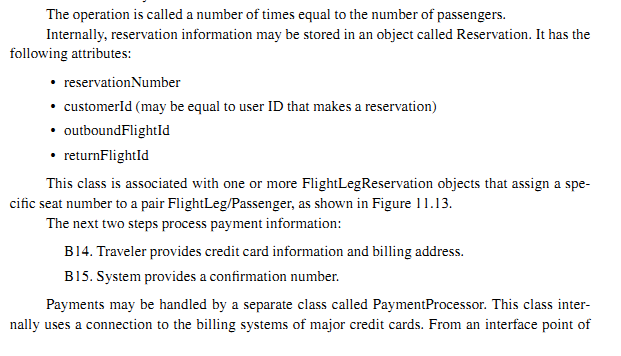 The operation is called a number of times equal to the number of passengers.
Internally, reservation information may be stored in an object called Reservation. It has the
following attributes:
• reservationNumber
• customerId (may be equal to user ID that makes a reservation)
• outboundFlightId
• returnFlightId
This class is associated with one or more FlightLegReservation objects that assign a spe-
cific seat number to a pair FlightLeg/Passenger, as shown in Figure 11.13.
The next two steps process payment information:
B14. Traveler provides credit card information and billing address.
B15. System provides a confirmation number.
Payments may be handled by a separate class called PaymentProcessor. This class inter-
nally uses a connection to the billing systems of major credit cards. From an interface point of